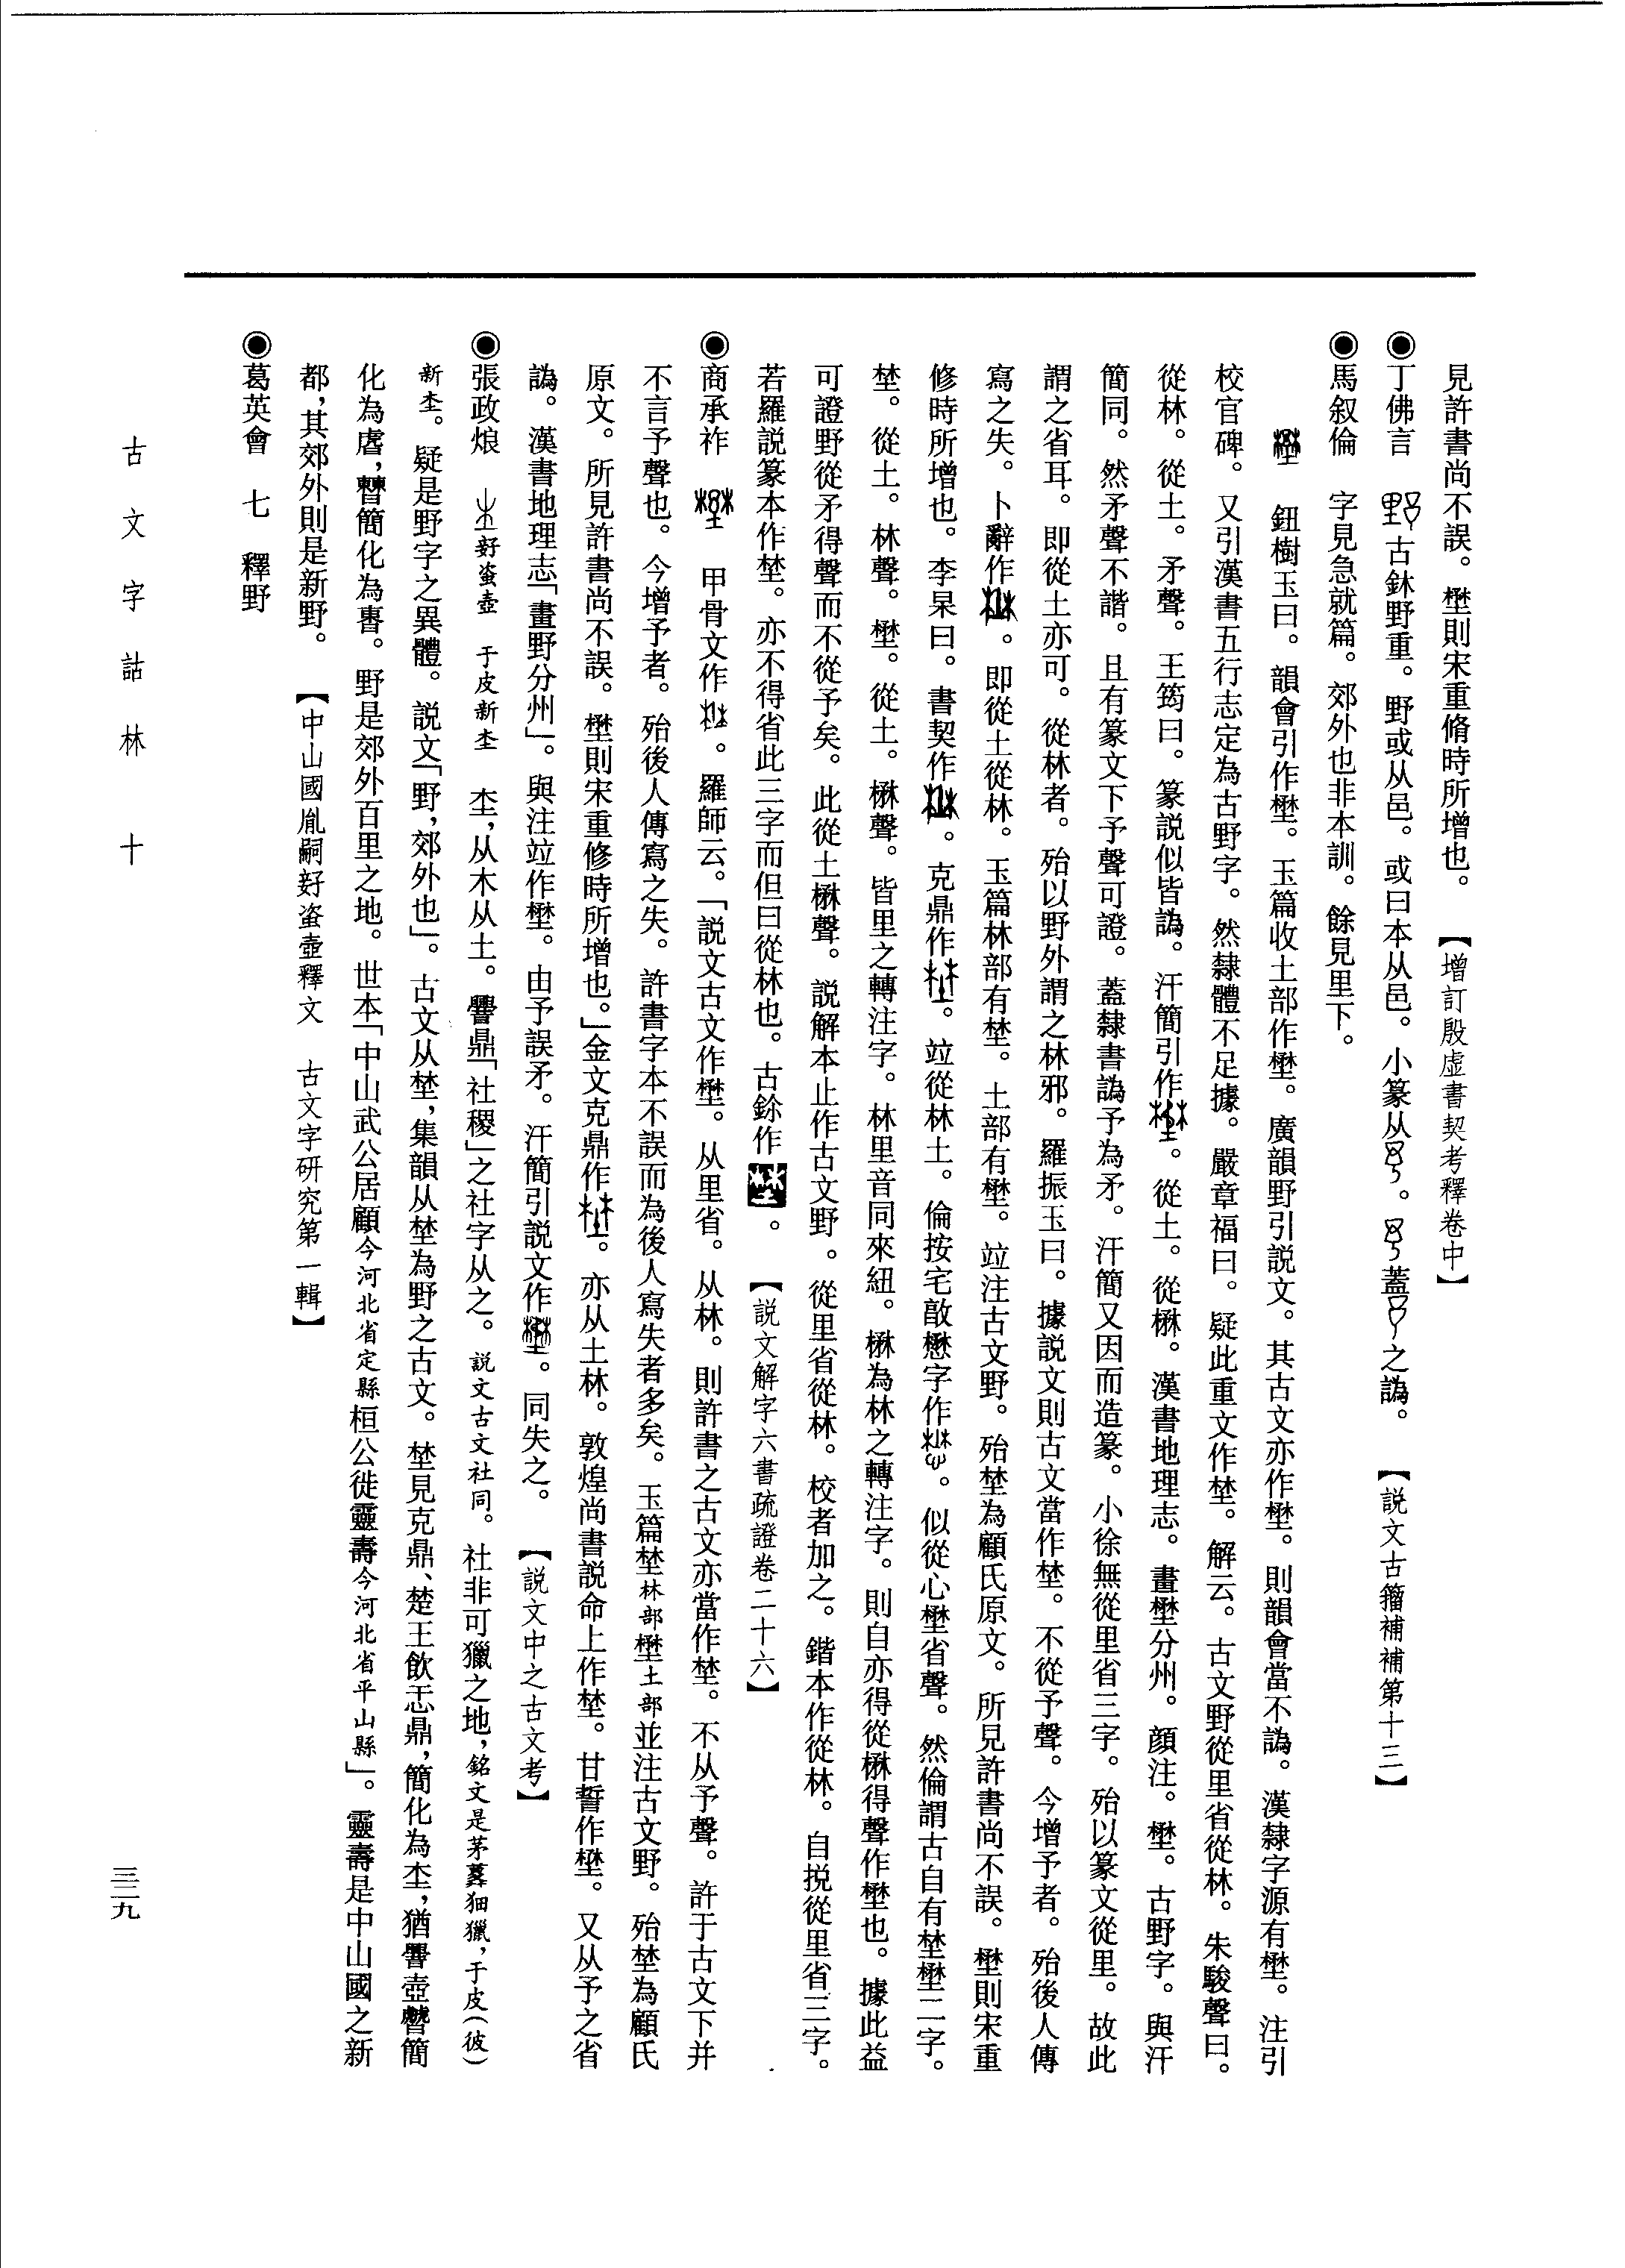 見許書尚不誤。壄則宋重脩時所增也。【增訂殷虛書契考釋卷中】
◉丁佛言 古鉢野重。野或从邑。或曰本从邑。小篆从。蓋之譌。【説文古籀補補第十三】
◉馬叙倫 字見急就篇。郊外也非本訓。餘見里下。
鈕樹玉曰。韻會引作壄。玉篇收土部作壄。廣韻野引説文。其古文亦作壄。則韻會當不譌。漢隸字源有壄。注引
校官碑。又引漢書五行志定為古野字。然隸體不足據。嚴章福曰。疑此重文作埜。解云。古文野從里省從林。朱駿聲曰。
從林。從土。矛聲。王筠曰。篆説似皆譌。汗簡引作。從土。從楙。漢書地理志。畫壄分州。顏注。壄。古野字。與汗
簡同。然矛聲不諧。且有篆文下予聲可證。蓋隸書譌予為矛。汗簡又因而造篆。小徐無從里省三字。殆以篆文從里。故此
謂之省耳。即從土亦可。從林者。殆以野外謂之林邪。羅振玉曰。據説文則古文當作埜。不從予聲。今增予者。殆後人傳
寫之失。卜辭作。即從土從林。玉篇林部有埜。土部有壄。竝注古文野。殆埜為顧氏原文。所見許書尚不誤。壄則宋重
修時所增也。李杲曰。書契作。克鼎作。竝從林土。倫按宅敔懋字作。似從心壄省聲。然倫謂古自有埜壄二字。
埜。從土。林聲。壄。從土。楙聲。皆里之轉注字。林里音同來紐。楙為林之轉注字。則自亦得從楙得聲作壄也。據此益
可證野從矛得聲而不從予矣。此從土楙聲。説解本止作古文野。從里省從林。校者加之。鍇本作從林。自挩從里省三字。
若羅説篆本作埜。亦不得省此三字而但曰從林也。古鉨作。【説文解字六書疏證卷二十六】
◉商承祚 甲骨文作。羅師云。「説文古文作壄。从里省。从林。則許書之古文亦當作埜。不从予聲。許于古文下并
不言予聲也。今增予者。殆後人傳寫之失。許書字本不誤而為後人寫失者多矣。玉篇埜林部壄土部並注古文野。殆埜為顧氏
原文。所見許書尚不誤。壄則宋重修時所增也。」金文克鼎作。亦从土林。敦煌尚書説命上作埜。甘誓作壄。又从予之省
譌。漢書地理志「畫野分州」。與注竝作壄。由予誤矛。汗簡引説文作。同失之。【説文中之古文考】
◉張政烺 𡉄好蚉壺 于皮新𡉄 𡉄,从木从土。𧊒鼎「社稷」之社字从之。説文古文社同。社非可獵之地,銘文是茅蒐狃獵,于皮(彼)
新𡉄。疑是野字之異體。説文「野,郊外也」。古文从埜,集韻从埜為野之古文。埜見克鼎、楚王飲忎鼎,簡化為𡉄,猶𧊒壺簡
化為,簡化為。野是郊外百里之地。世本「中山武公居顧今河北省定縣桓公徙靈壽今河北省平山縣」。靈壽是中山國之新
都,其郊外則是新野。【中山國胤嗣好蚉壺釋文 古文字研究第一輯】
◉葛英會 七 釋野
古文字詁林 十
三二九